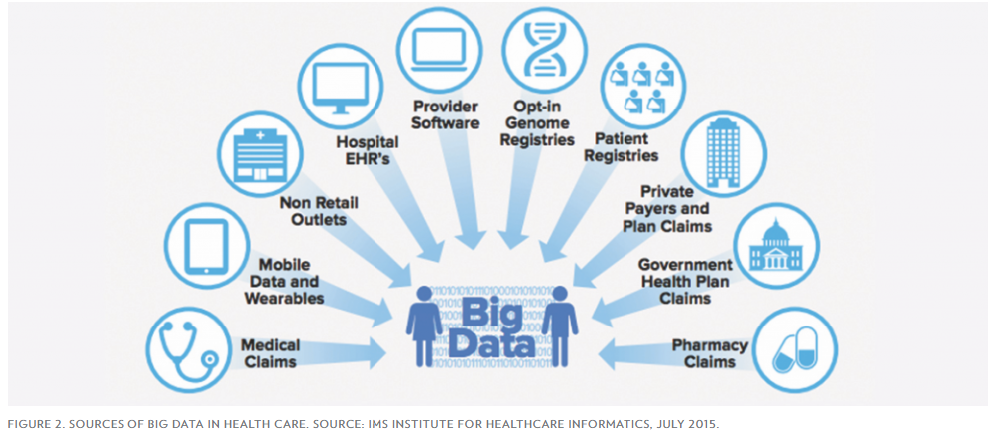 Provider
Software
Opt-in
Genome
Registries
Hospital
EHR's
Patient
Registries
Non Retail
Outlets
Private
Payers and
Plan Claims
Mobile
Data and
Wearables
Government
Health Plan
Claims
Medical
Claims
Big
Data
Pharmacy
Claims
FIGURE 2. SOURCES OF BIG DATA IN HEALTH CARE. SOURCE: IMS INSTITUTE FOR HEALTHCARE INFORMATICS, JULY 2015.